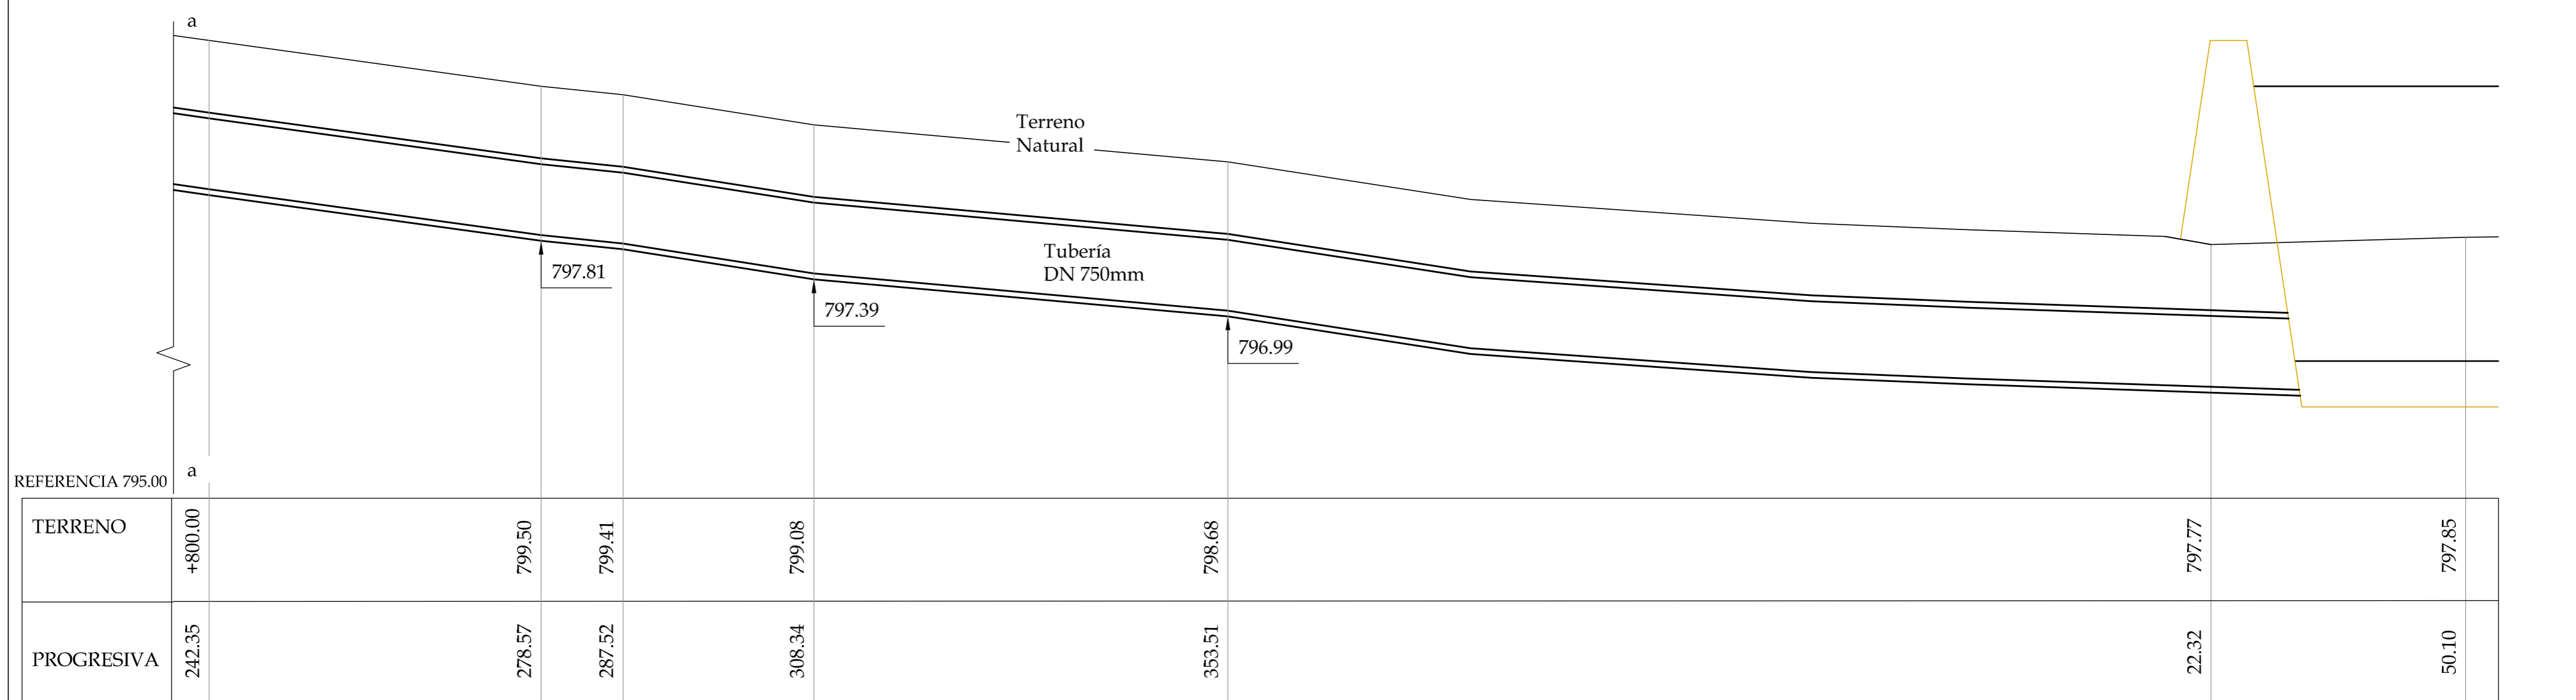 a
Terreno
Natural
Tubería
DN 750mm
797.81
797.39
796.99
a
REFERENCIA 795.00
TERRENO +800.00 799.50 799.41 799.08 798.68 797.77 797.85
PROGRESIVA 242.35 278.57 287.52 308.34 353.51 22.32 50.10